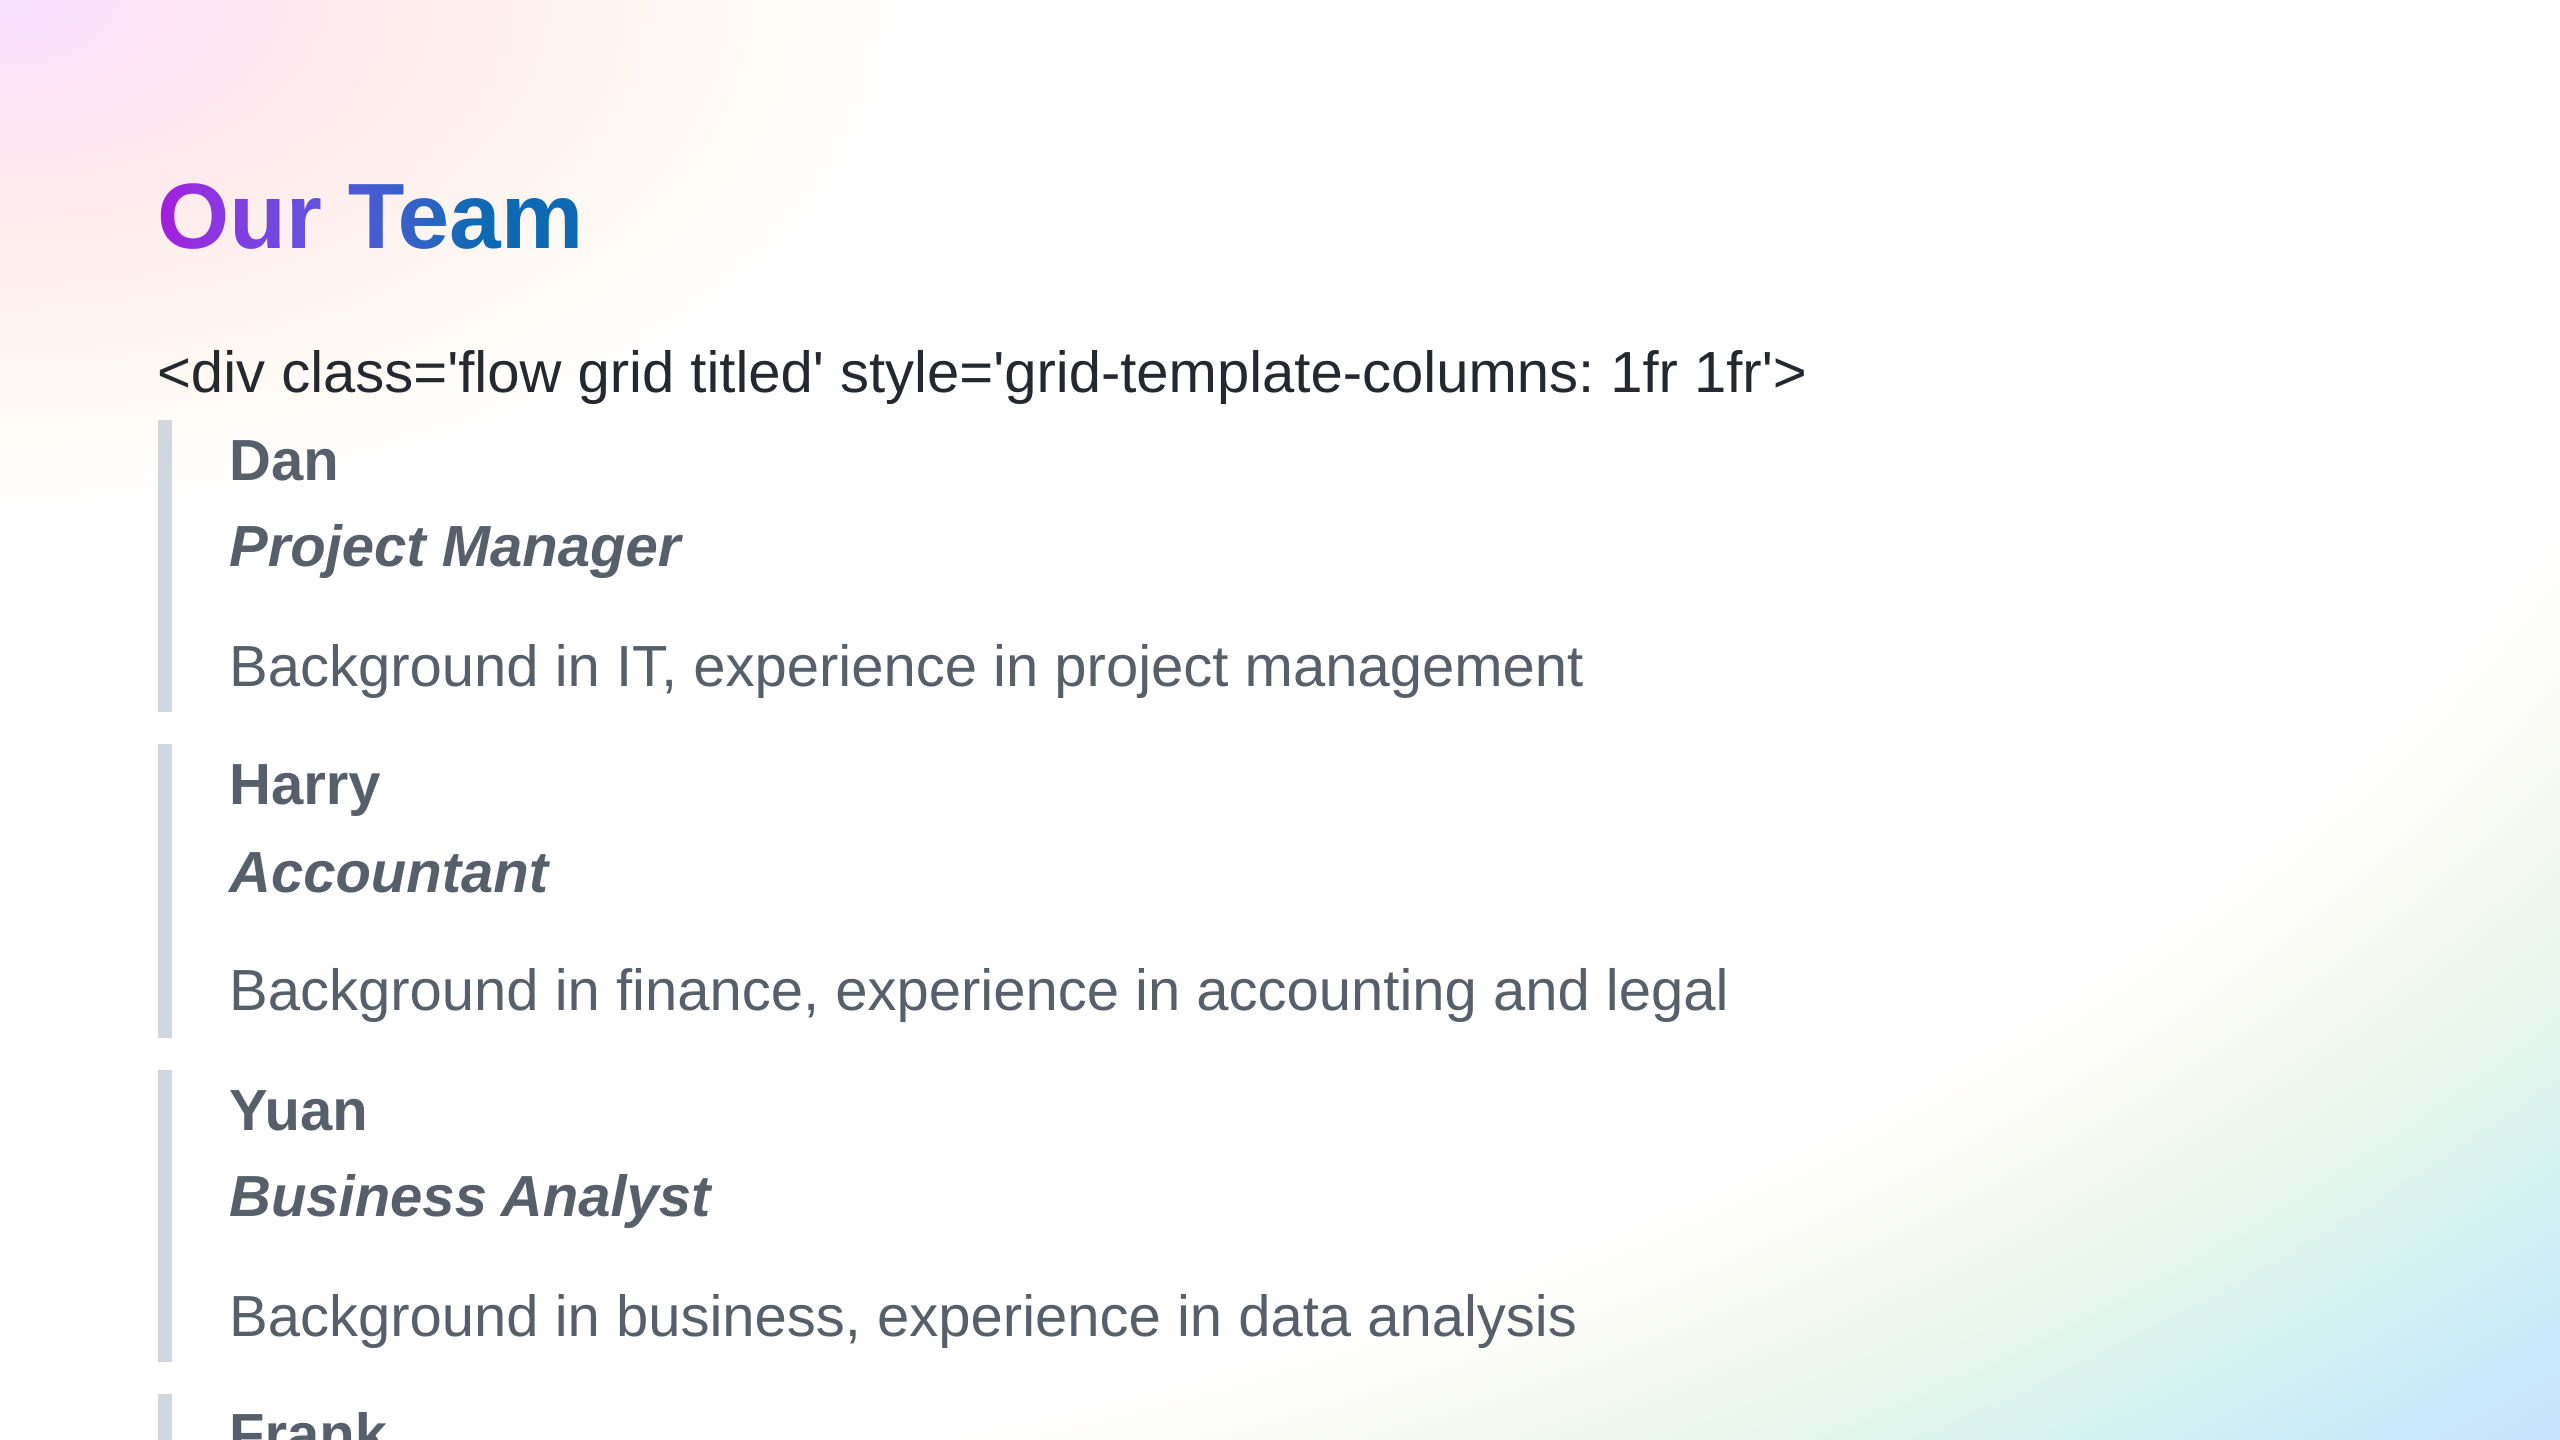 Our Team
<div class='flow grid titled' style='grid-template-columns: 1fr 1fr'>
Dan
Project Manager
Background in IT, experience in project management
Harry
Accountant
Background in finance, experience in accounting and legal
Yuan
Business Analyst
Background in business, experience in data analysis
Frank